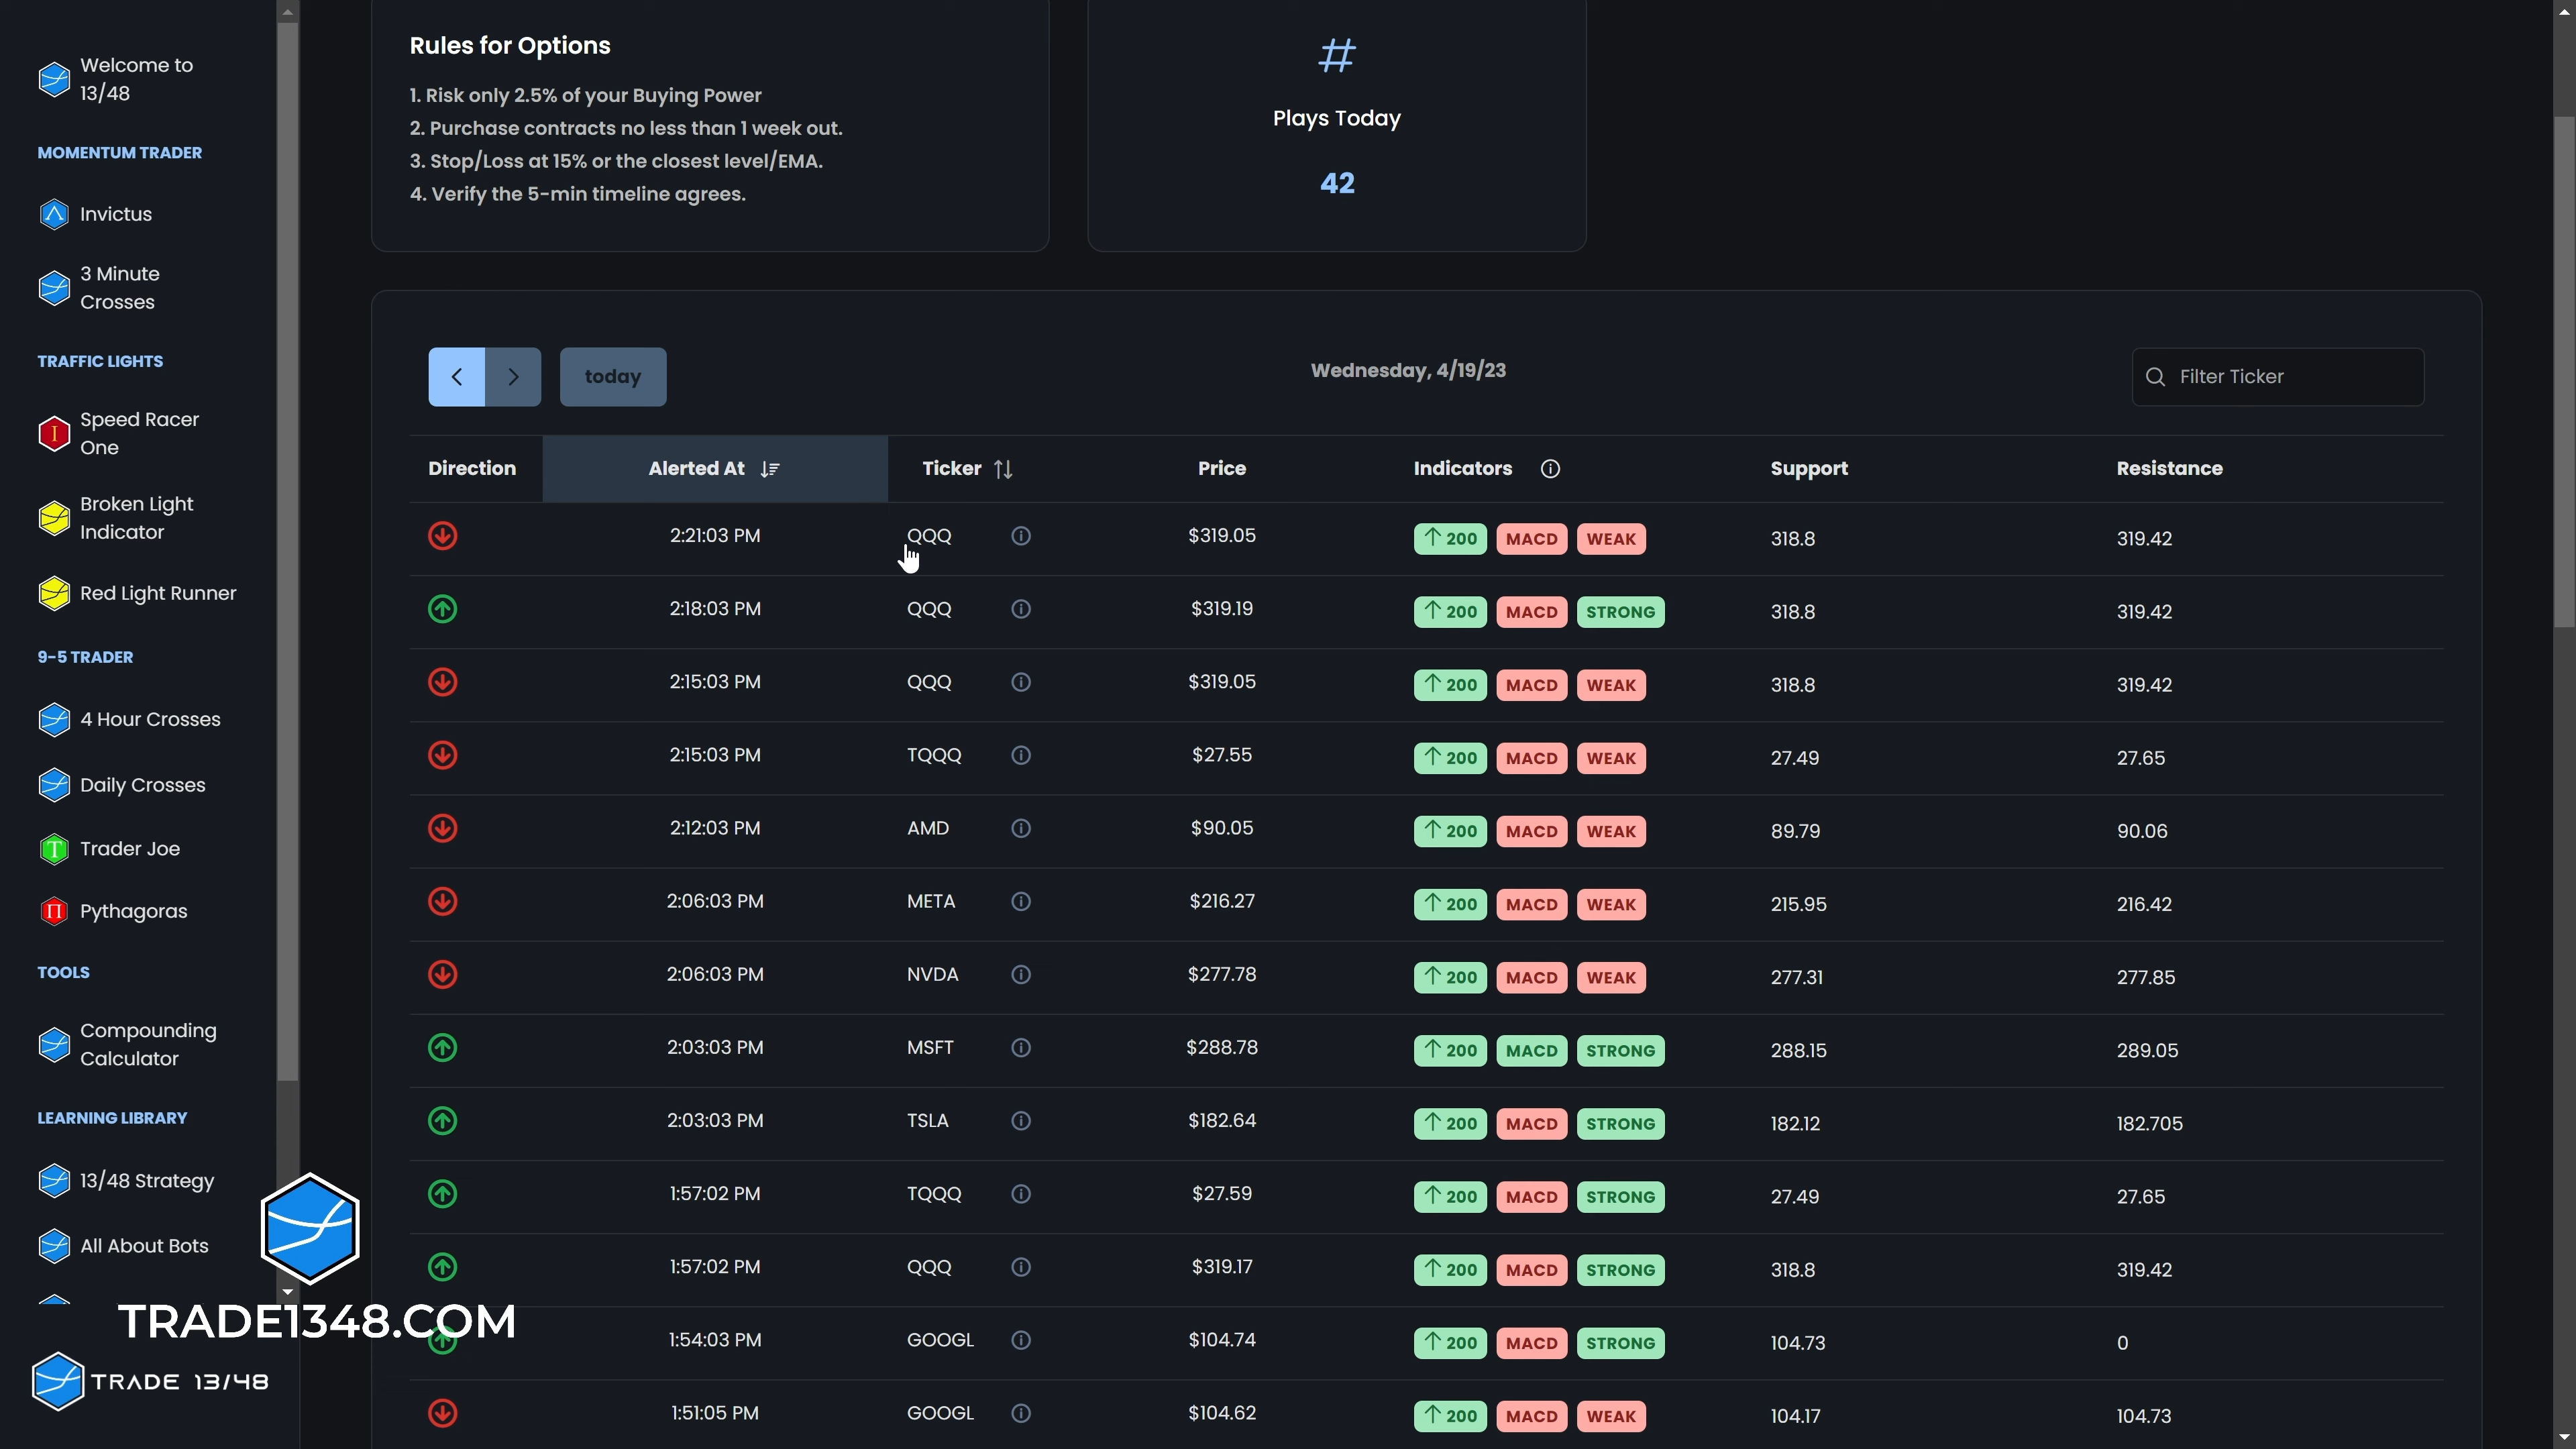 Welcome to
13/48
MOMENTUM TRADER
Invictus
3 Minute
Crosses
TRAFFIC LIGHTS
Speed Racer
One
Broken Light
Indicator
Red Light Runner
9-5 TRADER
4 Hour Crosses
Daily Crosses
Trader Joe
Pythagoras
TOOLS
Compounding
Calculator
LEARNING LIBRARY
13/48 Strategy
All About Bots
TRADE1348.COM
TRADE 13/48
Rules for Options
1. Risk only 2.5% of your Buying Power
2. Purchase contracts no less than 1 week out.
3. Stop/Loss at 15% or the closest level/EMA.
4. Verify the 5-min timeline agrees.
#
Plays Today
42
today
Wednesday, 4/19/23
Filter Ticker
Direction Alerted At Ticker Price Indicators Support Resistance
2:21:03 PM QQQ $319.05 ↑ 200 MACD WEAK 318.8 319.42
2:18:03 PM QQQ $319.19 ↑ 200 MACD STRONG 318.8 319.42
2:15:03 PM QQQ $319.05 ↑ 200 MACD WEAK 318.8 319.42
2:15:03 PM TQQQ $27.55 ↑ 200 MACD WEAK 27.49 27.65
2:12:03 PM AMD $90.05 ↑ 200 MACD WEAK 89.79 90.06
2:06:03 PM META $216.27 ↑ 200 MACD WEAK 215.95 216.42
2:06:03 PM NVDA $277.78 ↑ 200 MACD WEAK 277.31 277.85
2:03:03 PM MSFT $288.78 ↑ 200 MACD STRONG 288.15 289.05
2:03:03 PM TSLA $182.64 ↑ 200 MACD STRONG 182.12 182.705
1:57:02 PM TQQQ $27.59 ↑ 200 MACD STRONG 27.49 27.65
1:57:02 PM QQQ $319.17 ↑ 200 MACD STRONG 318.8 319.42
1:54:03 PM GOOGL $104.74 ↑ 200 MACD STRONG 104.73 0
1:51:05 PM GOOGL $104.62 ↑ 200 MACD WEAK 104.17 104.73